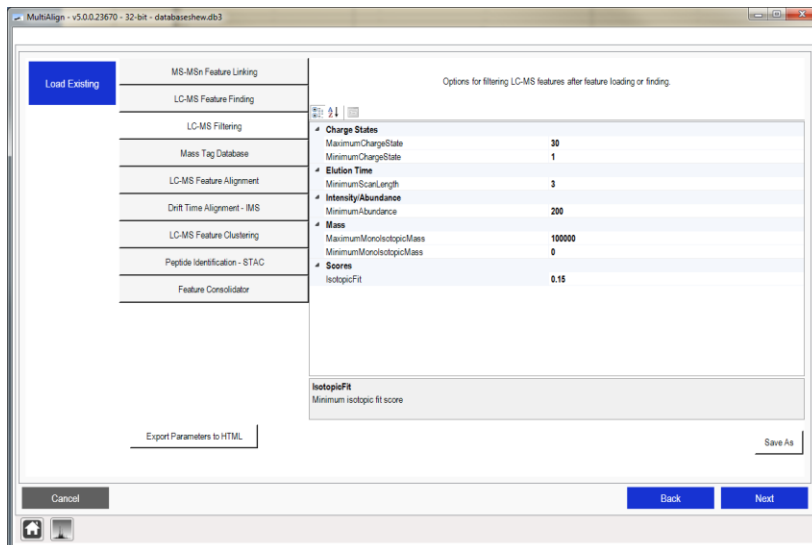 MultiAlign - v5.0.0.23670 - 32-bit - databaseshew.db3
Load Existing
MS-MSn Feature Linking
LC-MS Feature Finding
LC-MS Filtering
Mass Tag Database
LC-MS Feature Alignment
Drift Time Alignment - IMS
LC-MS Feature Clustering
Peptide Identification - STAC
Feature Consolidator
Export Parameters to HTML
Options for filtering LC-MS features after feature loading or finding.
Charge States
MaximumChargeState 30
MinimumChargeState 1
Elution Time
MinimumScanLength 3
Intensity/Abundance
MinimumAbundance 200
Mass
MaximumMonoIsotopicMass 100000
MinimumMonoIsotopicMass 0
Scores
IsotopicFit 0.15
IsotopicFit
Minimum isotopic fit score
Save As
Cancel
Back
Next